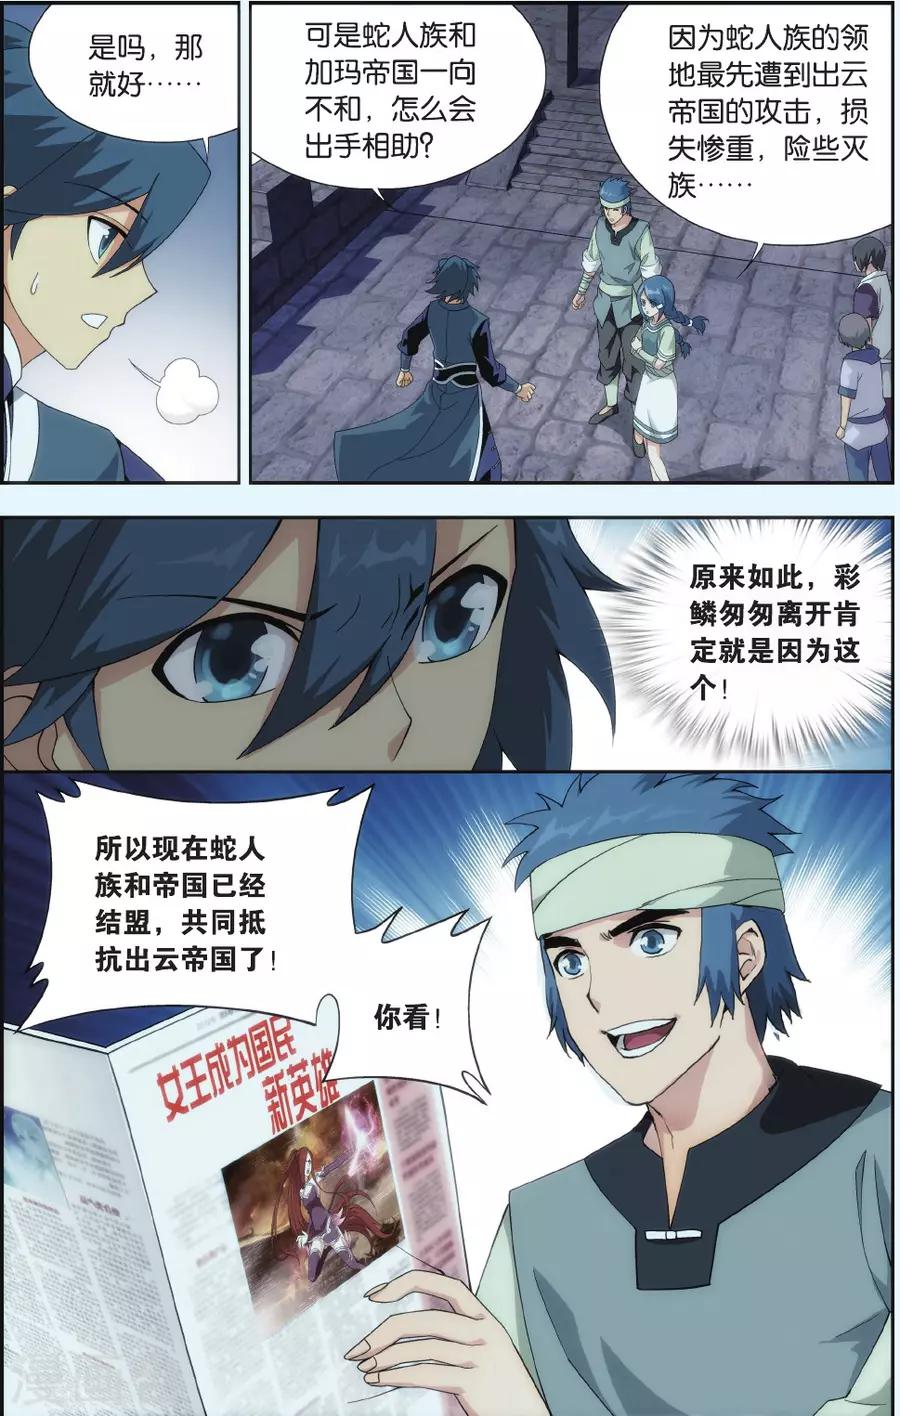 是吗，那
就好……
可是蛇人族和
加玛帝国一向
不和，怎么会
出手相助？
因为蛇人族的领
地最先遭到出云
帝国的攻击，损
失惨重，险些灭
族……
原来如此，彩
鳞匆匆离开肯
定就是因为这
个！
所以现在蛇人
族和帝国已经
结盟，共同抵
抗出云帝国了！
你看！
女王成为国民
新英雄